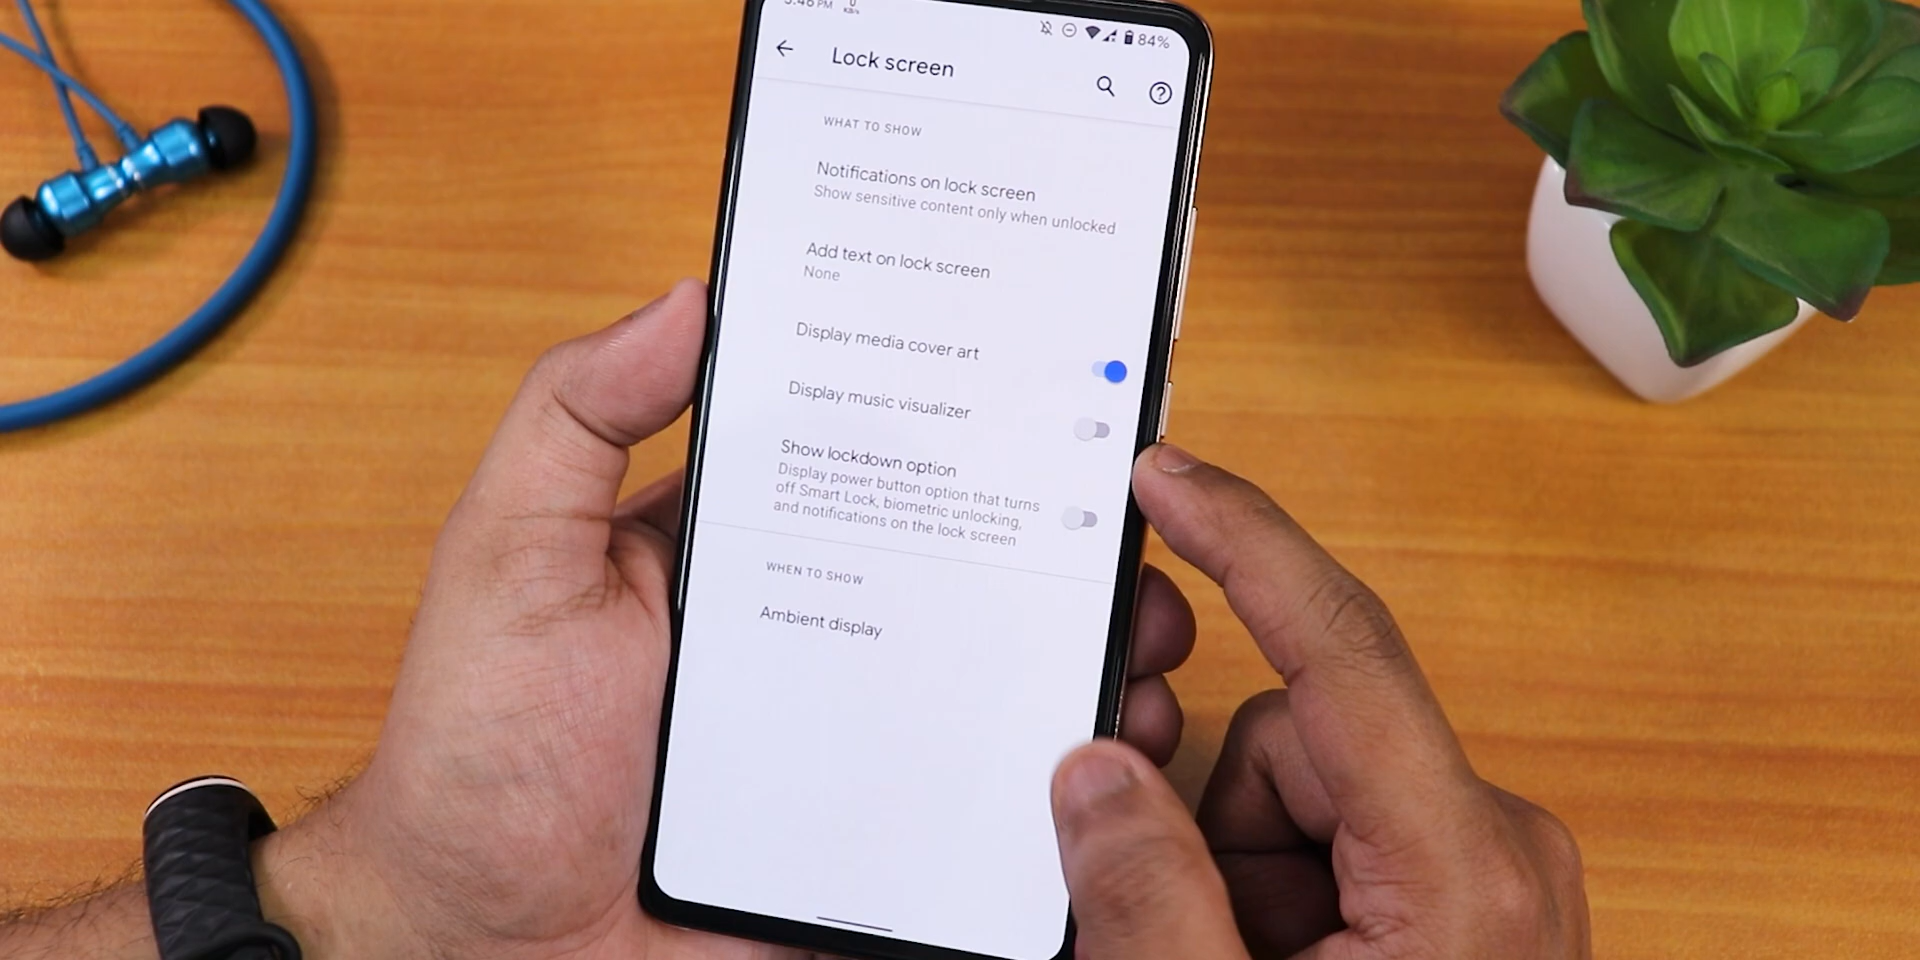 PM
KB/s
84%
Lock screen
WHAT TO SHOW
Notifications on lock screen
Show sensitive content only when unlocked
Add text on lock screen
None
Display media cover art
Display music visualizer
Show lockdown option
Display power button option that turns
off Smart Lock, biometric unlocking,
and notifications on the lock screen
WHEN TO SHOW
Ambient display